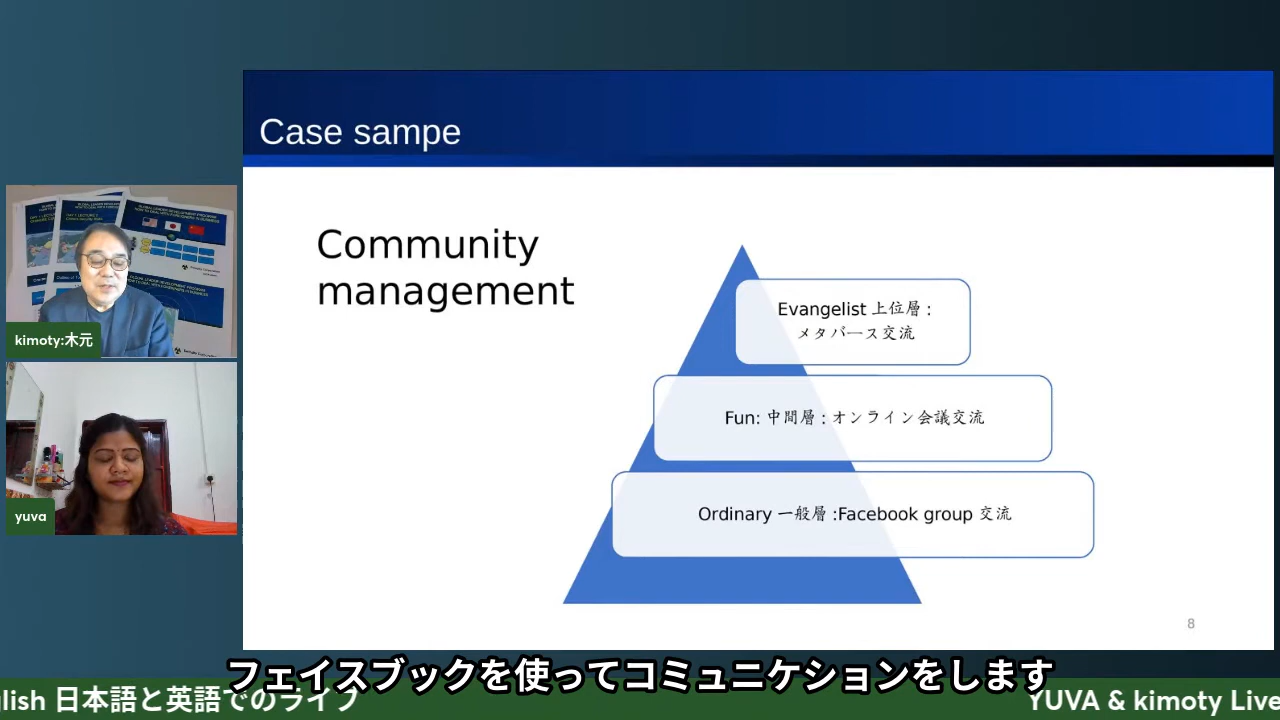 Case sampe
Community
management
Evangelist 上位層 :
メタバース交流
Fun: 中間層 : オンライン会議交流
Ordinary 一般層 :Facebook group 交流
8
kimoty:木元
yuva
フェイスブックを使ってコミュニケションをします
glish 日本語と英語でのライブ
YUVA & kimoty Live